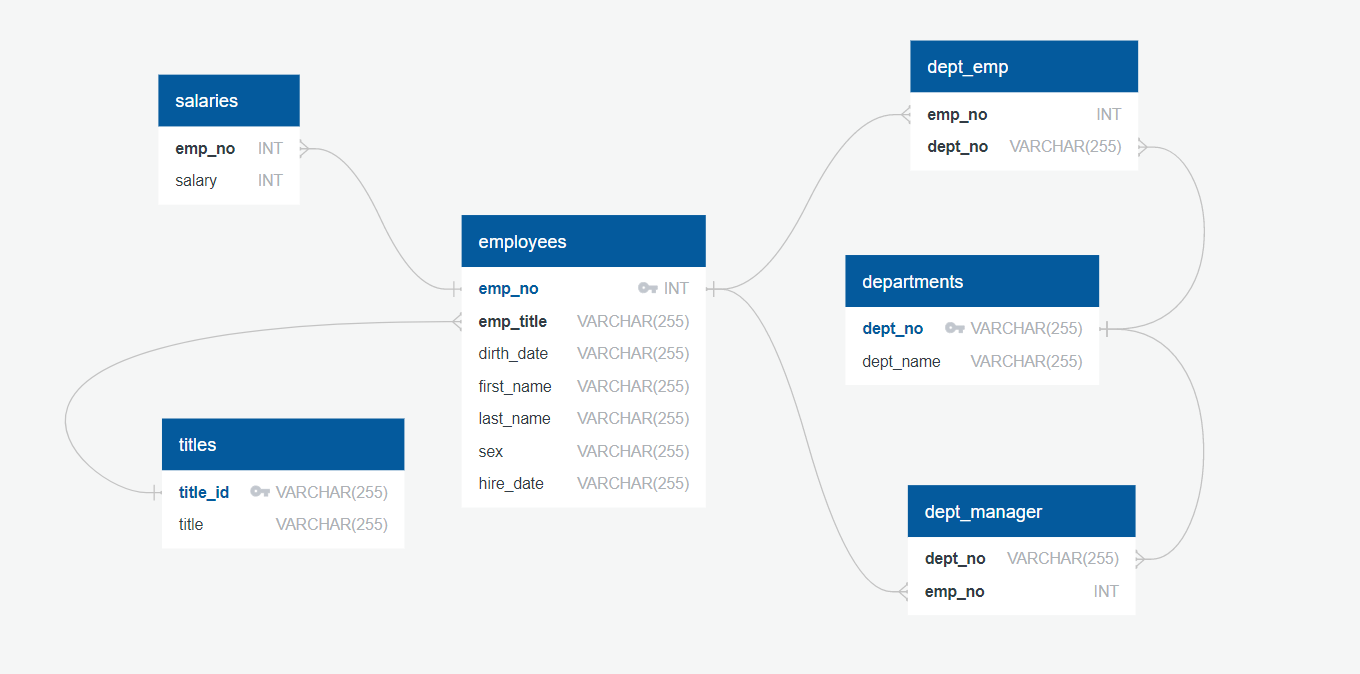 salaries
emp_no INT
salary INT
employees
emp_no INT
emp_title VARCHAR(255)
dirth_date VARCHAR(255)
first_name VARCHAR(255)
last_name VARCHAR(255)
sex VARCHAR(255)
hire_date VARCHAR(255)
titles
title_id VARCHAR(255)
title VARCHAR(255)
dept_emp
emp_no INT
dept_no VARCHAR(255)
departments
dept_no VARCHAR(255)
dept_name VARCHAR(255)
dept_manager
dept_no VARCHAR(255)
emp_no INT